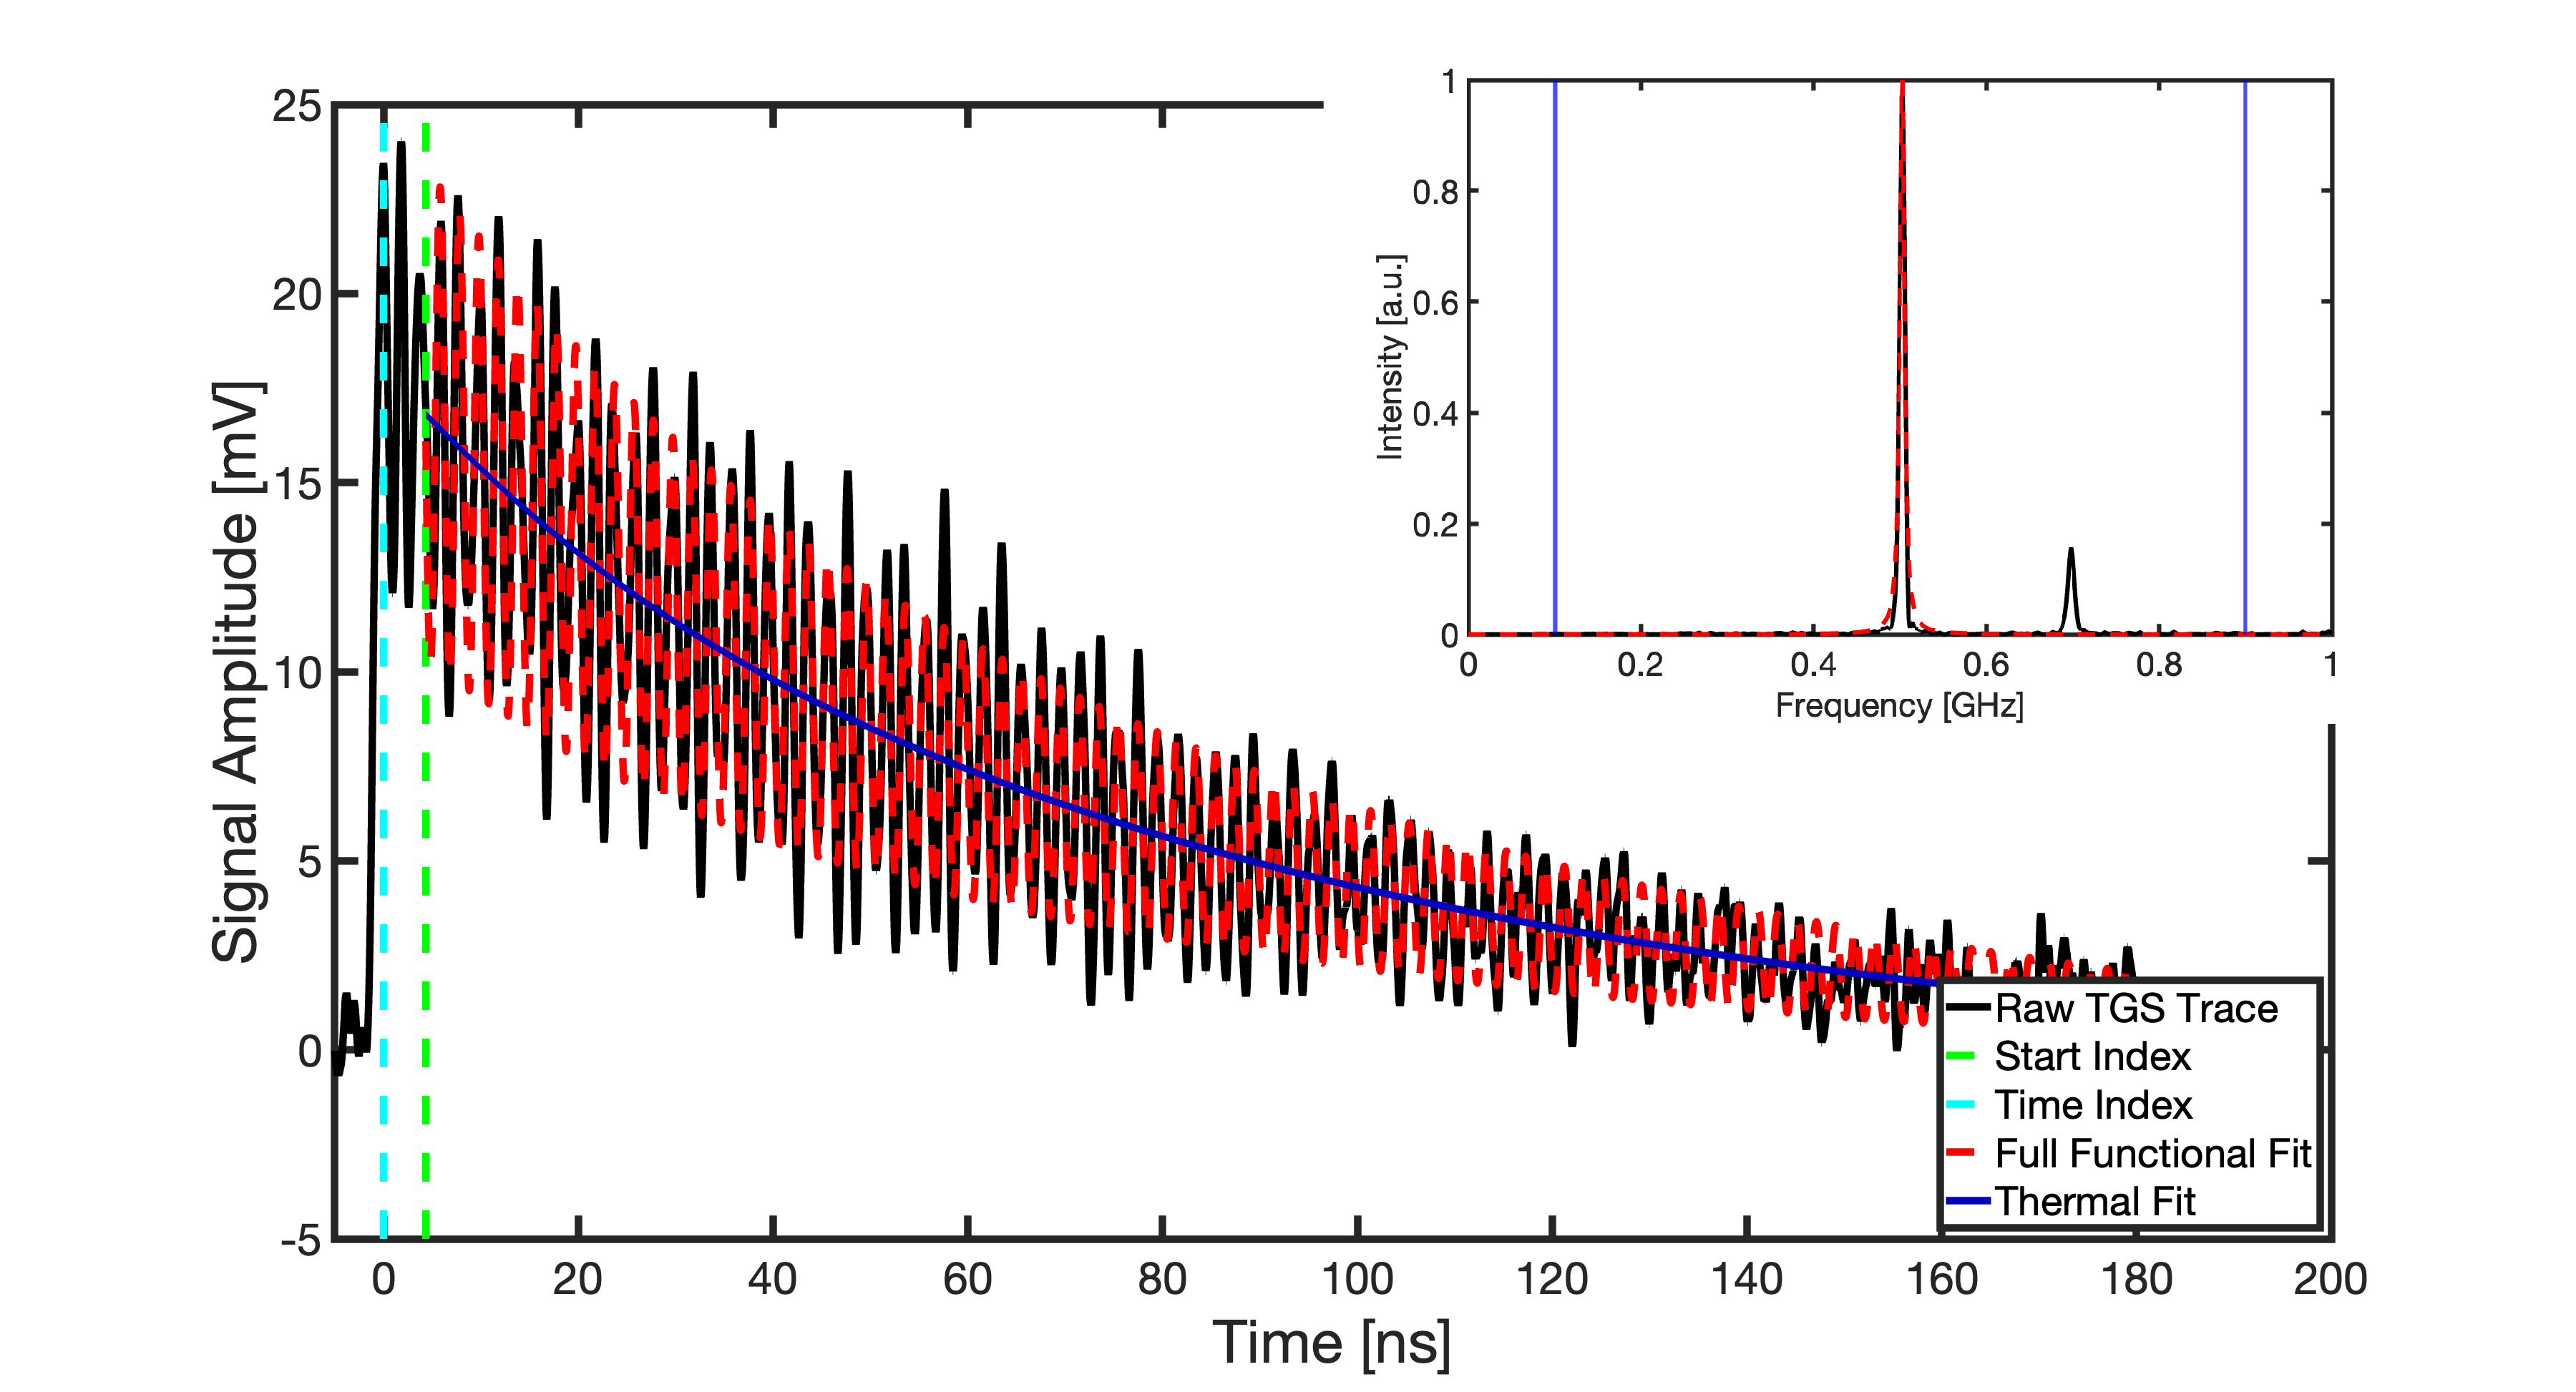 25
20
15
10
5
0
-5
Signal Amplitude [mV]
0 20 40 60 80 100 120 140 160 180 200
Time [ns]
1
0.8
0.6
0.4
0.2
0
Intensity [a.u.]
0 0.2 0.4 0.6 0.8 1
Frequency [GHz]
Raw TGS Trace
Start Index
Time Index
Full Functional Fit
Thermal Fit